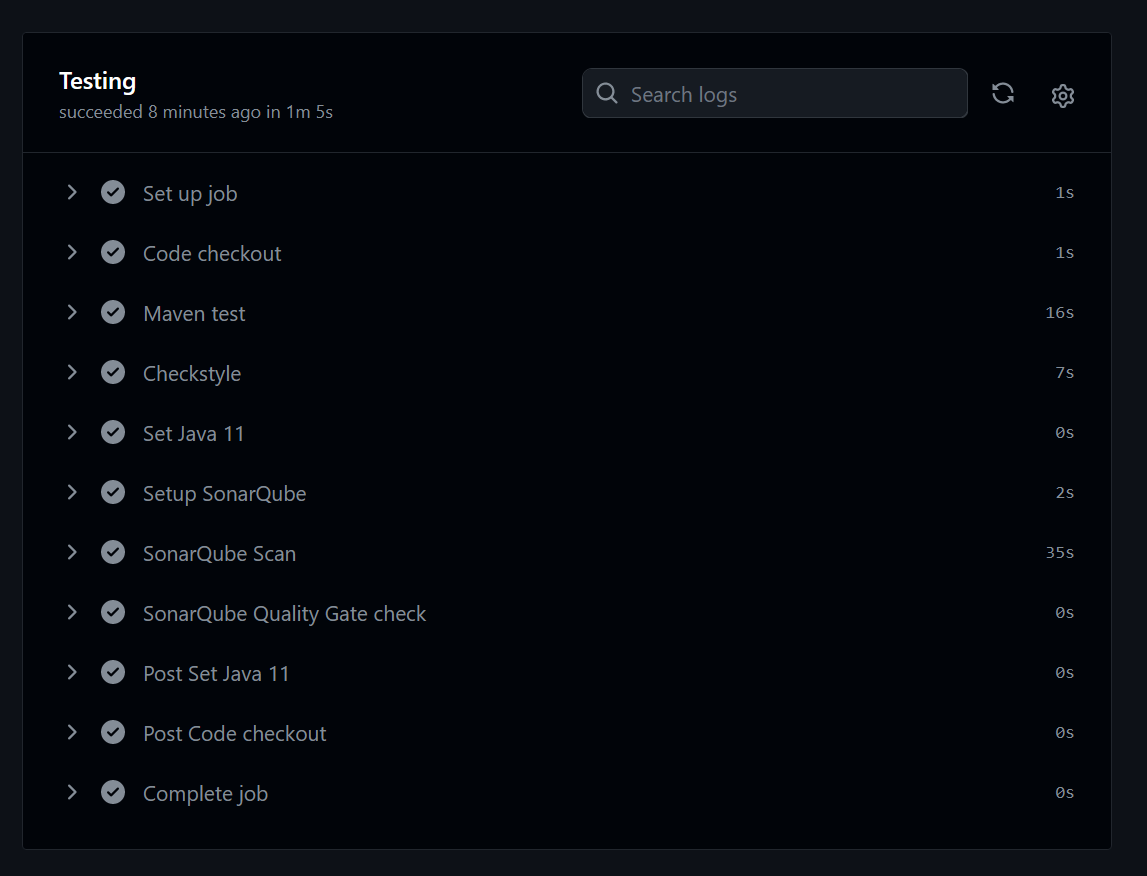 Testing
succeeded 8 minutes ago in 1m 5s
Search logs
Set up job 1s
Code checkout 1s
Maven test 16s
Checkstyle 7s
Set Java 11 0s
Setup SonarQube 2s
SonarQube Scan 35s
SonarQube Quality Gate check 0s
Post Set Java 11 0s
Post Code checkout 0s
Complete job 0s